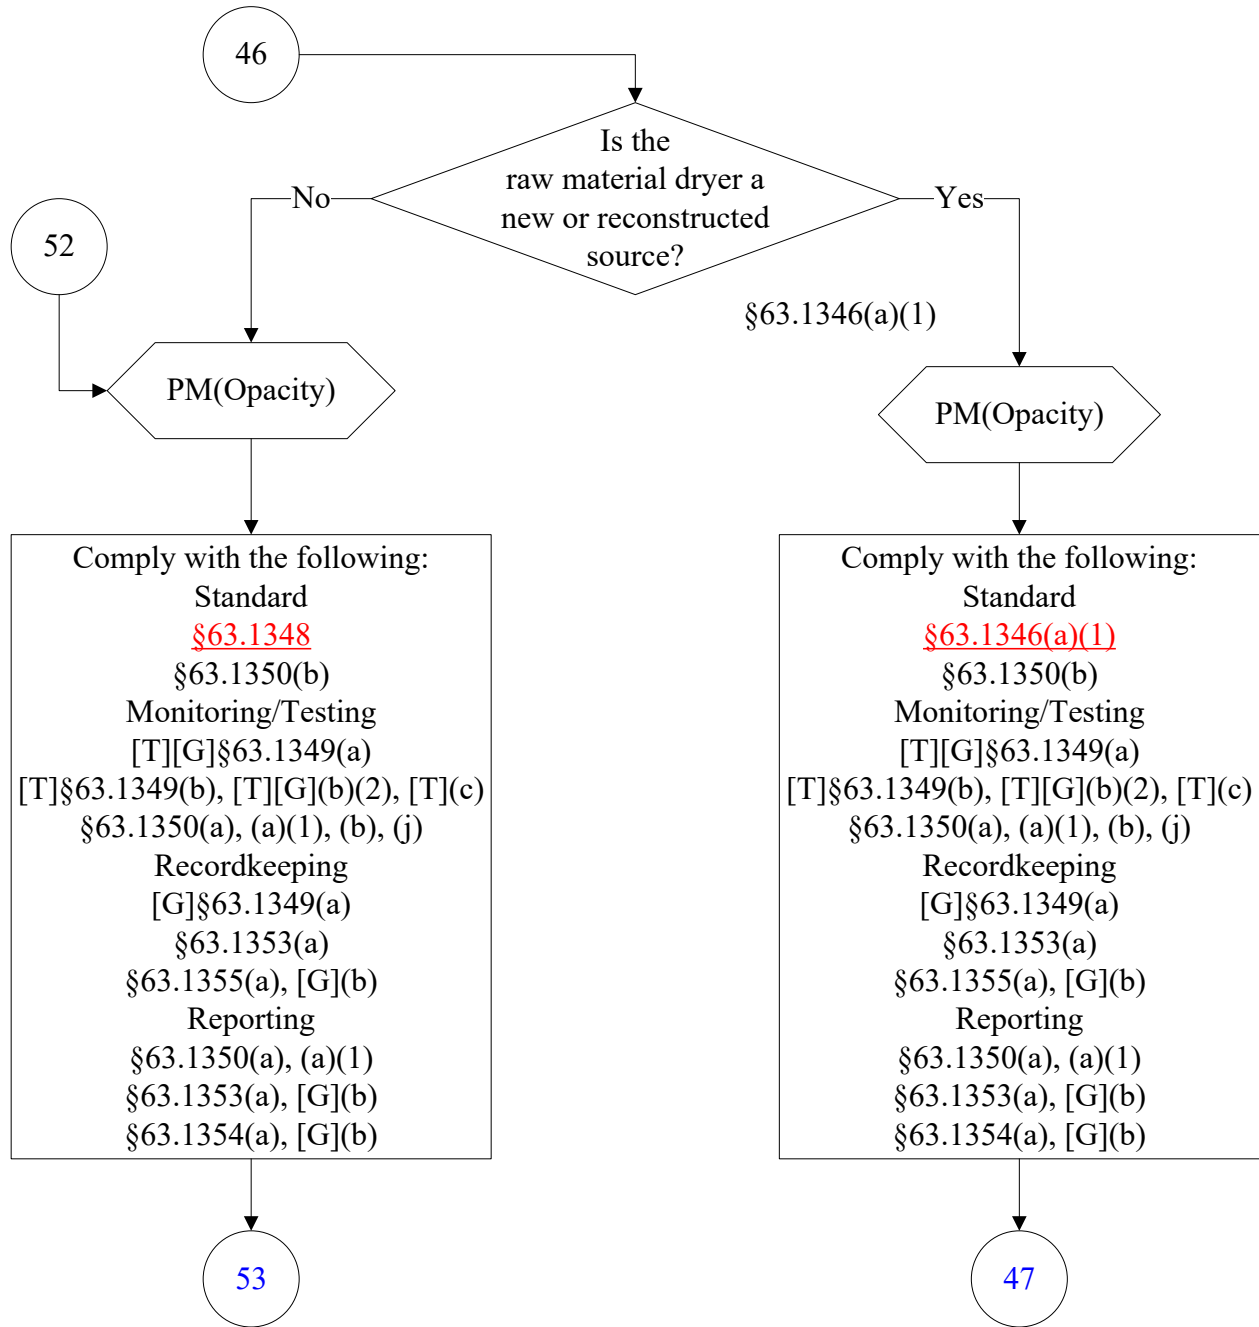 46
Is the
raw material dryer a
new or reconstructed
source?
No
Yes
52
§63.1346(a)(1)
PM(Opacity)
PM(Opacity)
Comply with the following:
Standard
§63.1348
§63.1350(b)
Monitoring/Testing
[T][G]§63.1349(a)
[T]§63.1349(b), [T][G](b)(2), [T](c)
§63.1350(a), (a)(1), (b), (j)
Recordkeeping
[G]§63.1349(a)
§63.1353(a)
§63.1355(a), [G](b)
Reporting
§63.1350(a), (a)(1)
§63.1353(a), [G](b)
§63.1354(a), [G](b)
53
Comply with the following:
Standard
§63.1346(a)(1)
§63.1350(b)
Monitoring/Testing
[T][G]§63.1349(a)
[T]§63.1349(b), [T][G](b)(2), [T](c)
§63.1350(a), (a)(1), (b), (j)
Recordkeeping
[G]§63.1349(a)
§63.1353(a)
§63.1355(a), [G](b)
Reporting
§63.1350(a), (a)(1)
§63.1353(a), [G](b)
§63.1354(a), [G](b)
47